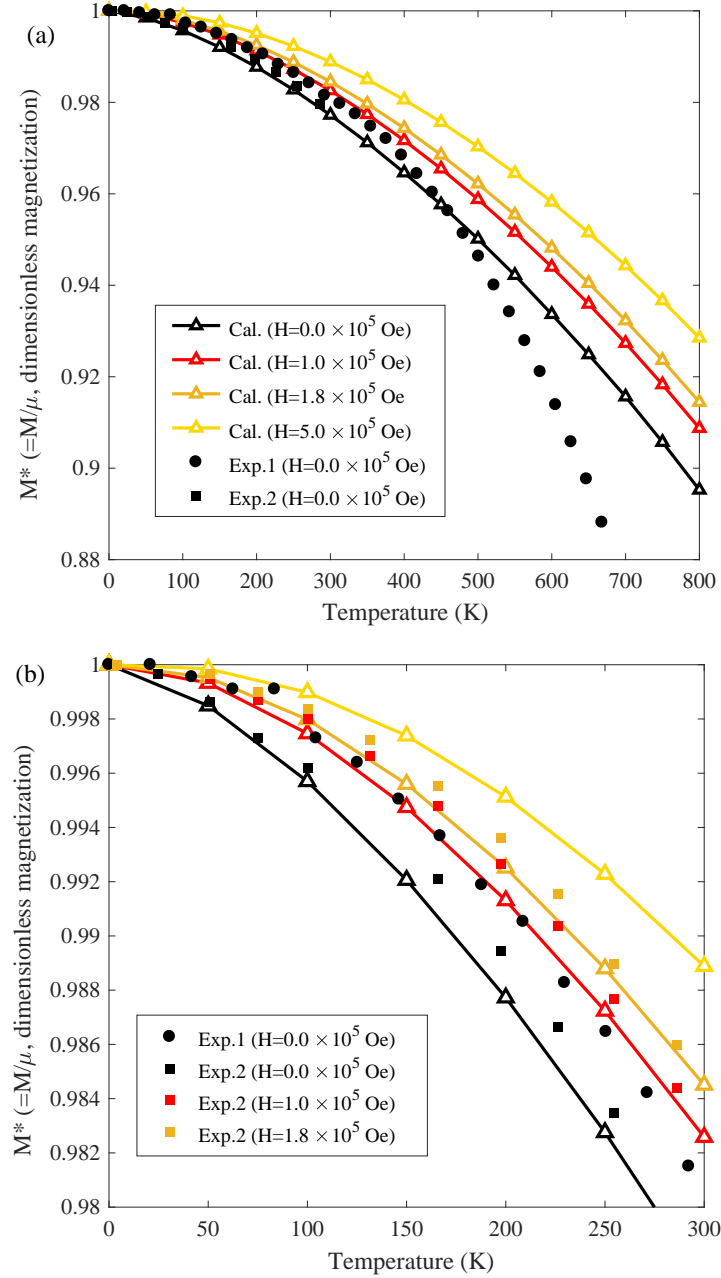 (a)
1
0.98
0.96
0.94
0.92
0.9
0.88
M* (=M/μ, dimensionless magnetization)
Cal. (H=0.0 × 10⁵ Oe)
Cal. (H=1.0 × 10⁵ Oe)
Cal. (H=1.8 × 10⁵ Oe
Cal. (H=5.0 × 10⁵ Oe)
Exp.1 (H=0.0 × 10⁵ Oe)
Exp.2 (H=0.0 × 10⁵ Oe)
0 100 200 300 400 500 600 700 800
Temperature (K)
(b)
1
0.998
0.996
0.994
0.992
0.99
0.988
0.986
0.984
0.982
0.98
M* (=M/μ, dimensionless magnetization)
Exp.1 (H=0.0 × 10⁵ Oe)
Exp.2 (H=0.0 × 10⁵ Oe)
Exp.2 (H=1.0 × 10⁵ Oe)
Exp.2 (H=1.8 × 10⁵ Oe)
0 50 100 150 200 250 300
Temperature (K)